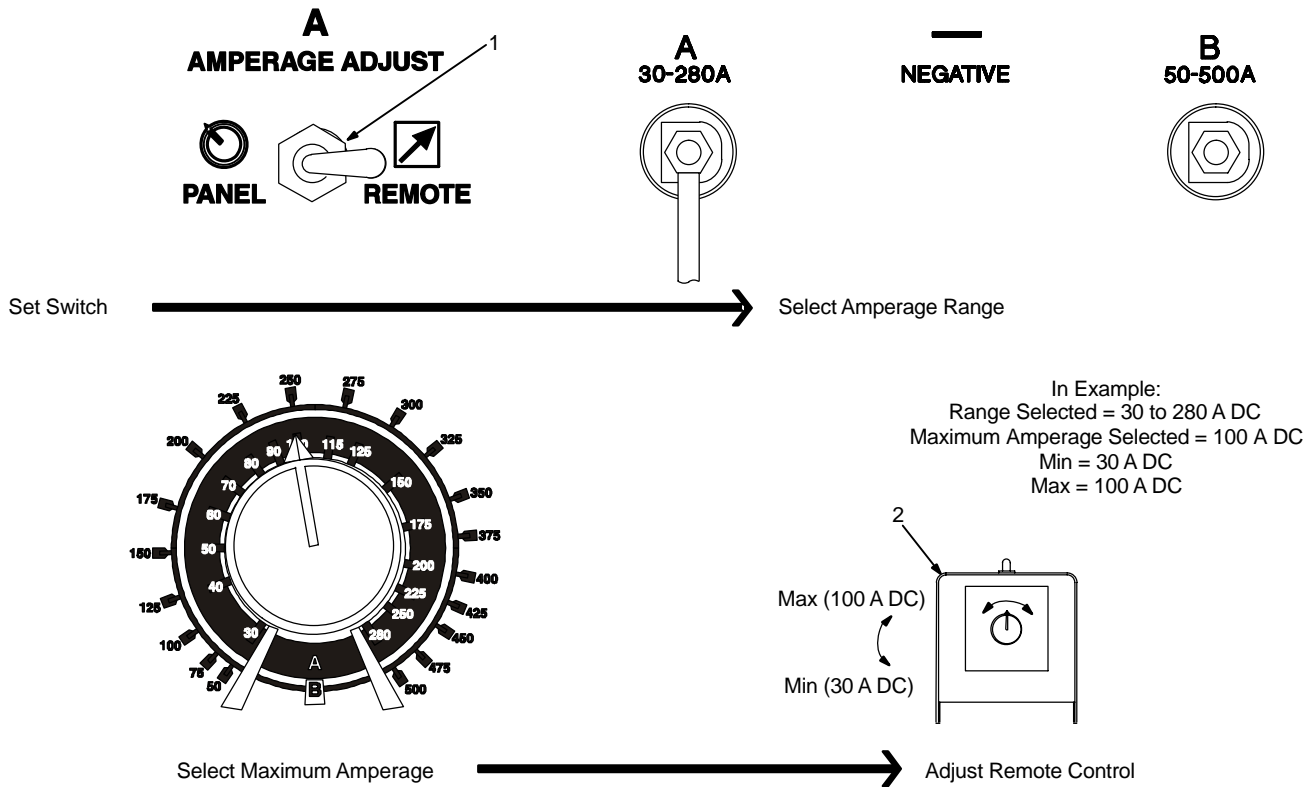 A
AMPERAGE ADJUST
1
PANEL
REMOTE
A
30-280A
NEGATIVE
B
50-500A
Set Switch
Select Amperage Range
50
75
100
125
150
175
200
225
250
275
300
325
350
375
400
425
450
475
500
30
40
50
60
70
80
90
115
125
150
175
200
225
250
280
A
B
In Example:
Range Selected = 30 to 280 A DC
Maximum Amperage Selected = 100 A DC
Min = 30 A DC
Max = 100 A DC
2
Max (100 A DC)
Min (30 A DC)
Select Maximum Amperage
Adjust Remote Control